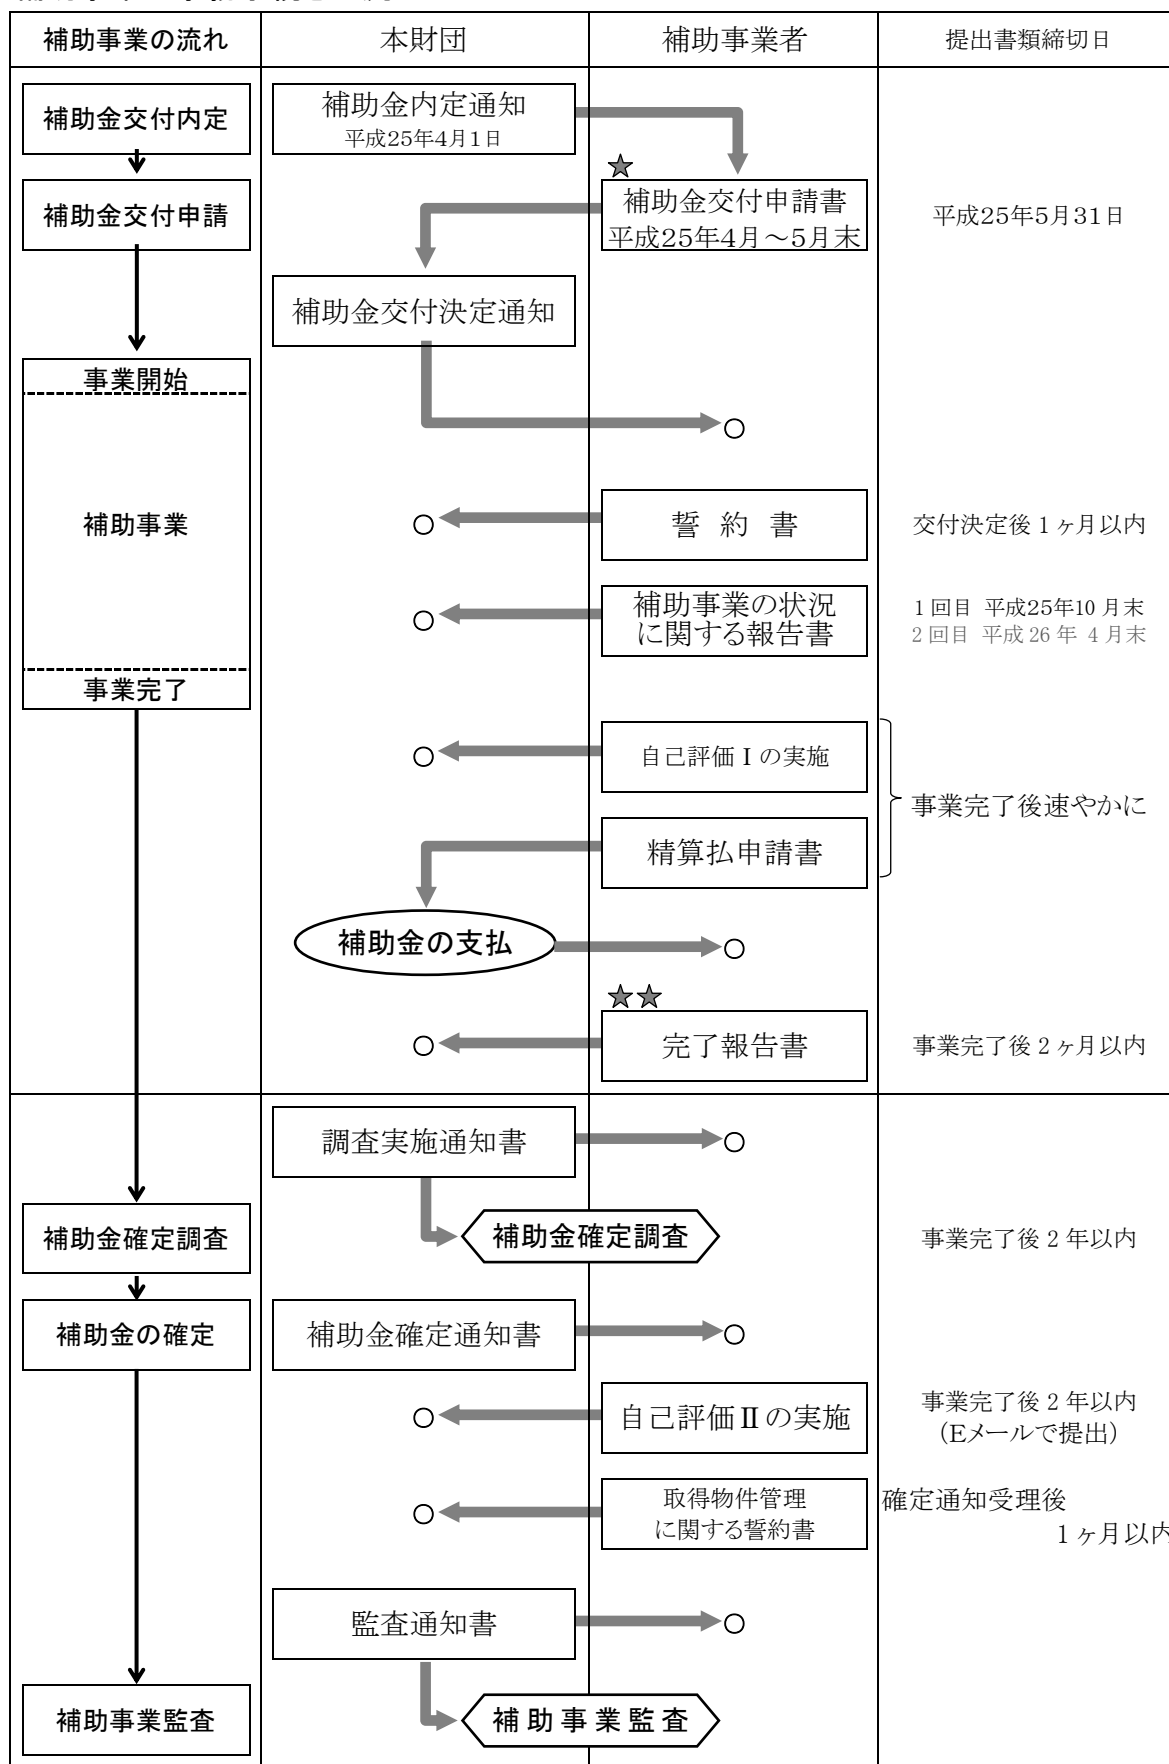 補助事業の流れ 本財団 補助事業者 提出書類締切日
補助金交付内定
補助金内定通知
平成25年4月1日
★
補助金交付申請
補助金交付申請書
平成25年4月～5月末
平成25年5月31日
補助金交付決定通知
事業開始
○
補助事業
○
誓 約 書
交付決定後1ヶ月以内
○
補助事業の状況
に関する報告書
1回目 平成25年10月末
2回目 平成26年 4月末
事業完了
○
自己評価Ⅰの実施
事業完了後速やかに
精算払申請書
補助金の支払
○
★★
○
完了報告書
事業完了後2ヶ月以内
調査実施通知書
○
補助金確定調査
補助金確定調査
事業完了後2年以内
補助金の確定
補助金確定通知書
○
○
自己評価Ⅱの実施
事業完了後2年以内
(Eメールで提出)
○
取得物件管理
に関する誓約書
確定通知受理後
1ヶ月以内
監査通知書
○
補助事業監査
補助事業監査